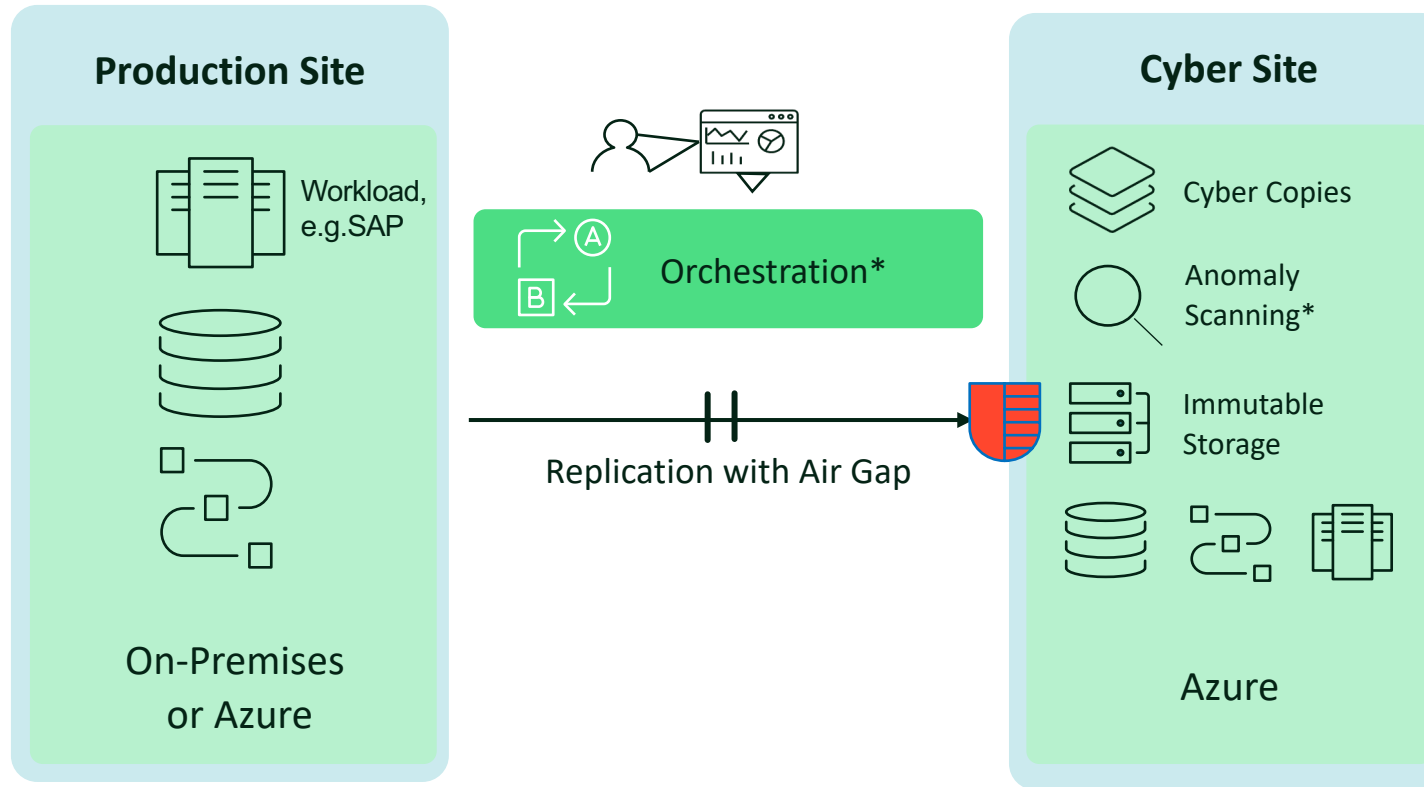 Production Site
Workload,
e.g.SAP
On-Premises
or Azure
A
B
Orchestration*
Replication with Air Gap
Cyber Site
Cyber Copies
Anomaly
Scanning*
Immutable
Storage
Azure